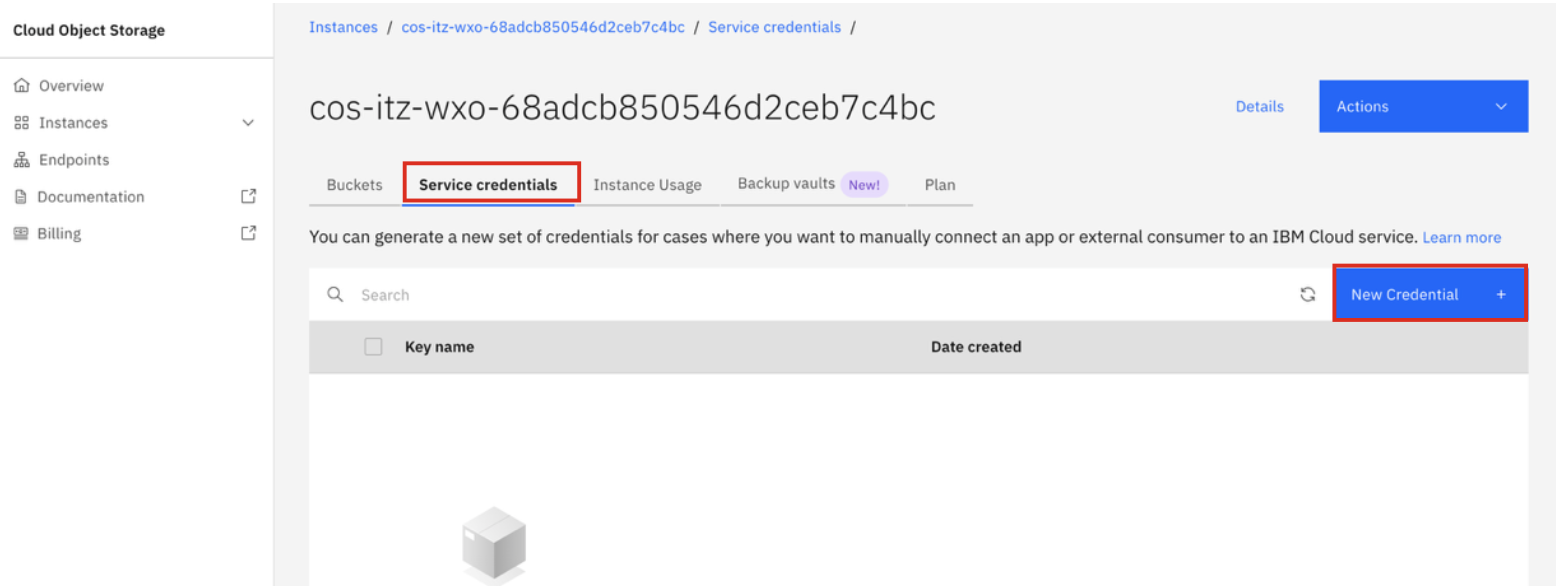 Cloud Object Storage
Overview
Instances
Endpoints
Documentation
Billing
Instances / cos-itz-wxo-68adcb850546d2ceb7c4bc / Service credentials /
cos-itz-wxo-68adcb850546d2ceb7c4bc
Details
Actions
Buckets Service credentials Instance Usage Backup vaults New! Plan
You can generate a new set of credentials for cases where you want to manually connect an app or external consumer to an IBM Cloud service. Learn more
Search
New Credential +
Key name Date created